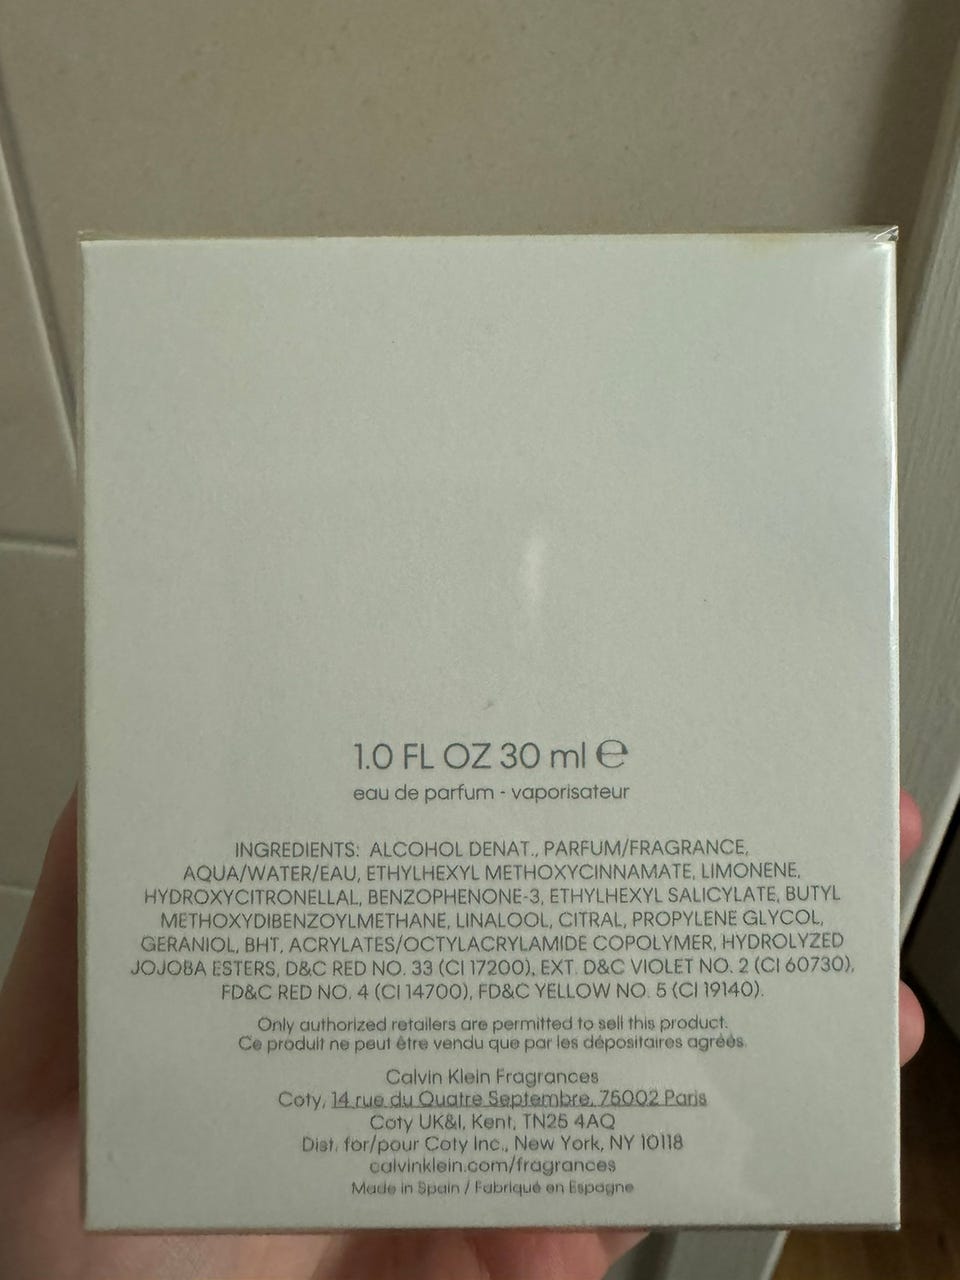 1.0 FL OZ 30 ml ℮
eau de parfum - vaporisateur
INGREDIENTS: ALCOHOL DENAT., PARFUM/FRAGRANCE,
AQUA/WATER/EAU, ETHYLHEXYL METHOXYCINNAMATE, LIMONENE,
HYDROXYCITRONELLAL, BENZOPHENONE-3, ETHYLHEXYL SALICYLATE, BUTYL
METHOXYDIBENZOYLMETHANE, LINALOOL, CITRAL, PROPYLENE GLYCOL,
GERANIOL, BHT, ACRYLATES/OCTYLACRYLAMIDE COPOLYMER, HYDROLYZED
JOJOBA ESTERS, D&C RED NO. 33 (CI 17200), EXT. D&C VIOLET NO. 2 (CI 60730),
FD&C RED NO. 4 (CI 14700), FD&C YELLOW NO. 5 (CI 19140).
Only authorized retailers are permitted to sell this product.
Ce produit ne peut être vendu que par les dépositaires agréés.
Calvin Klein Fragrances
Coty, 14 rue du Quatre Septembre, 75002 Paris
Coty UK&I, Kent, TN25 4AQ
Dist. for/pour Coty Inc., New York, NY 10118
calvinklein.com/fragrances
Made in Spain / Fabriqué en Espagne